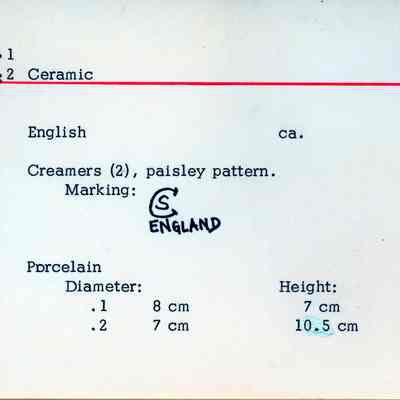 .1
.2 Ceramic
English ca.
Creamers (2), paisley pattern.
Marking:
CS
ENGLAND
Porcelain
Diameter: Height:
.1 8 cm 7 cm
.2 7 cm 10.5 cm